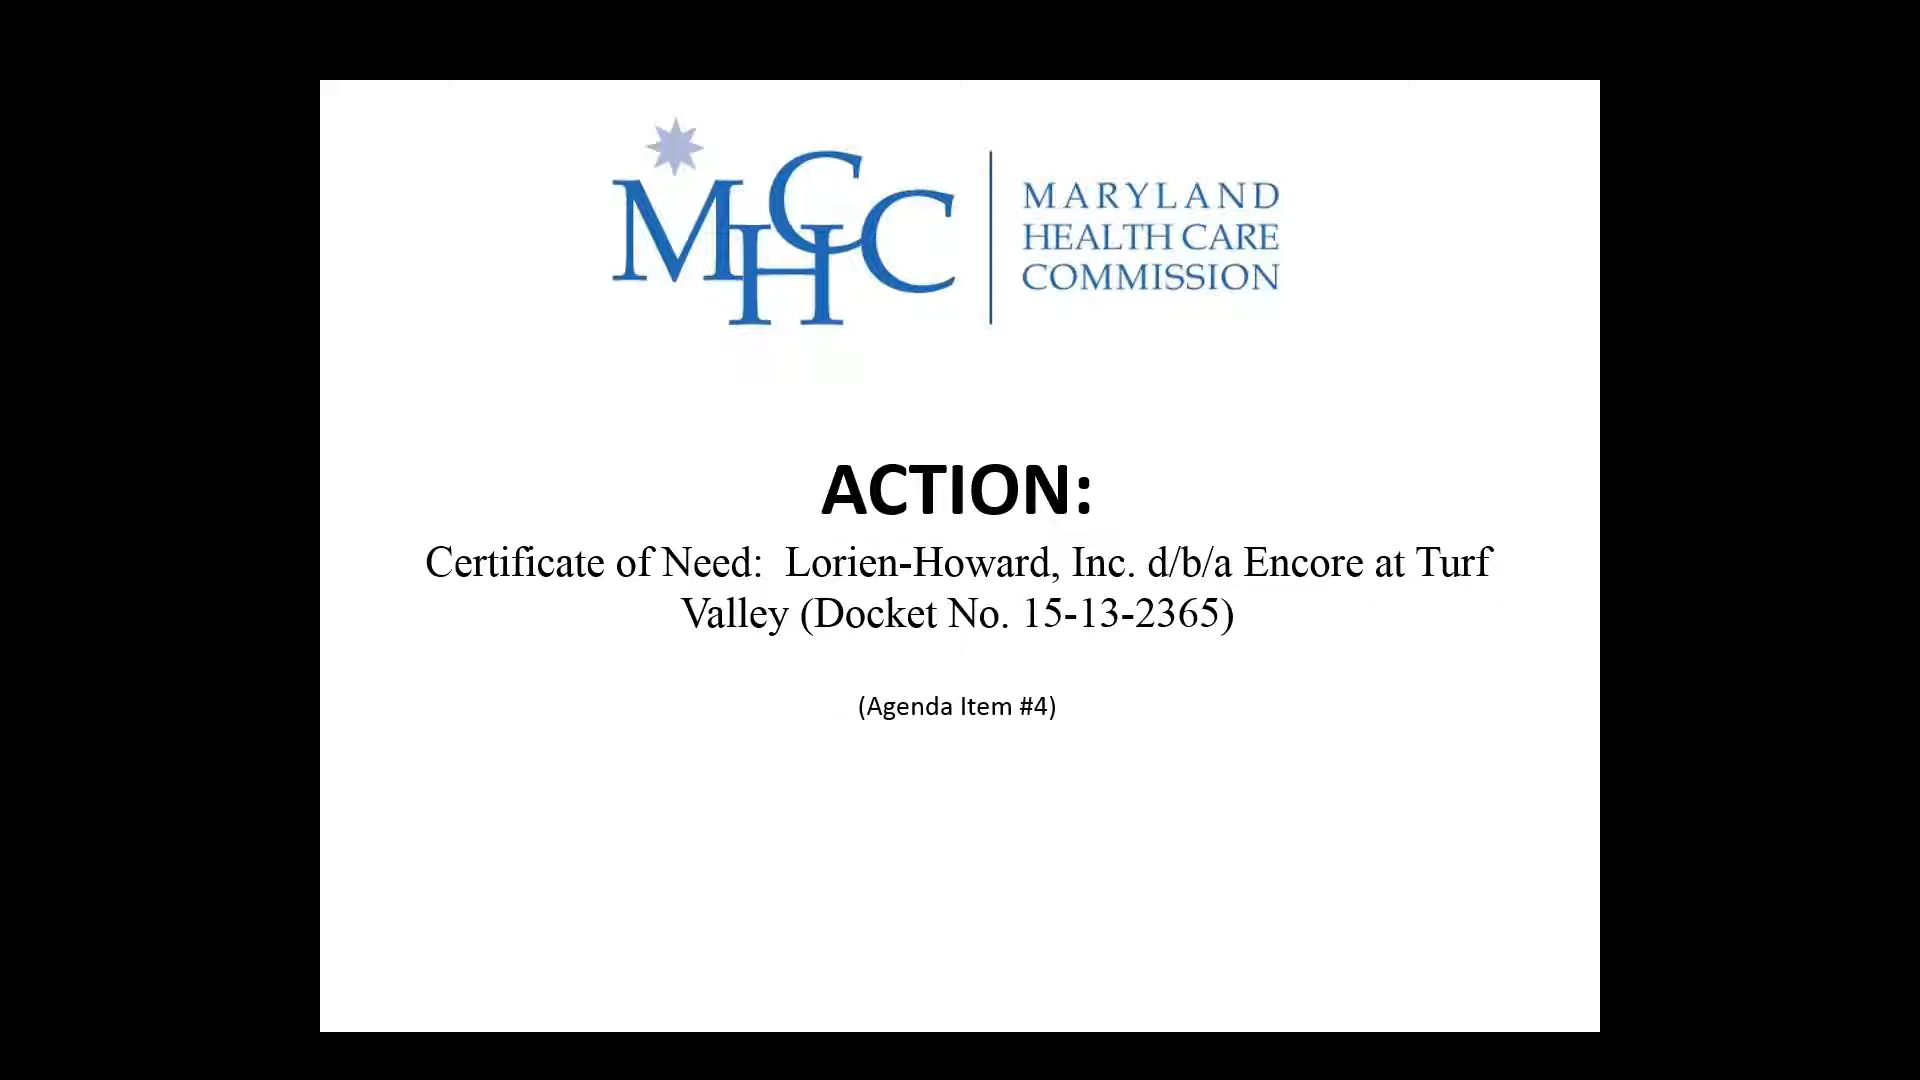 MHCC
MARYLAND
HEALTH CARE
COMMISSION
ACTION:
Certificate of Need: Lorien-Howard, Inc. d/b/a Encore at Turf
Valley (Docket No. 15-13-2365)
(Agenda Item #4)